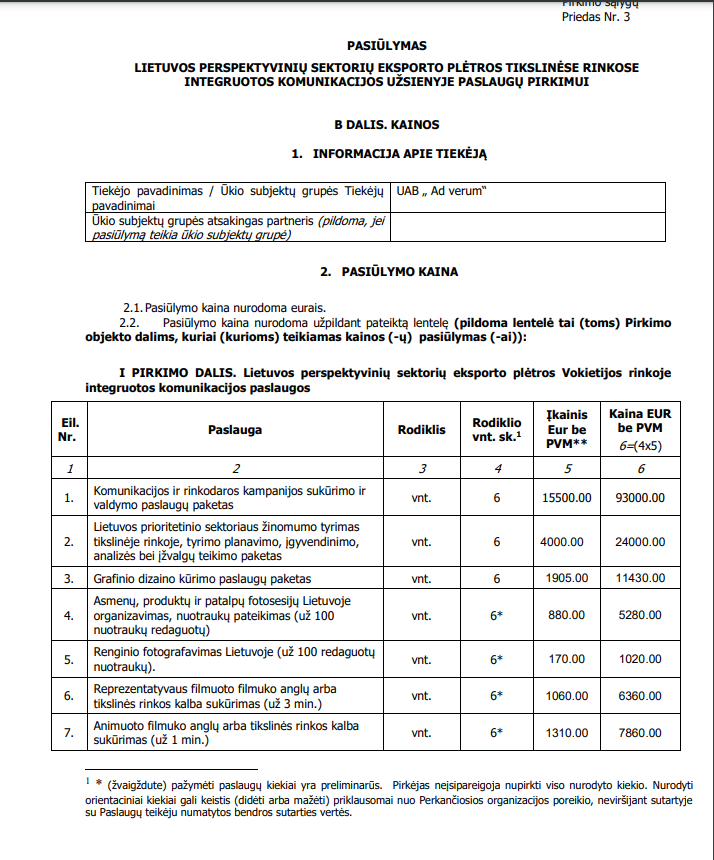 Pirkimo sąlygų
Priedas Nr. 3
PASIŪLYMAS
LIETUVOS PERSPEKTYVINIŲ SEKTORIŲ EKSPORTO PLĖTROS TIKSLINĖSE RINKOSE
INTEGRUOTOS KOMUNIKACIJOS UŽSIENYJE PASLAUGŲ PIRKIMUI
B DALIS. KAINOS
1. INFORMACIJA APIE TIEKĖJĄ
Tiekėjo pavadinimas / Ūkio subjektų grupės Tiekėjų
pavadinimai
UAB „ Ad verum“
Ūkio subjektų grupės atsakingas partneris (pildoma, jei
pasiūlymą teikia ūkio subjektų grupė)
2. PASIŪLYMO KAINA
2.1. Pasiūlymo kaina nurodoma eurais.
2.2. Pasiūlymo kaina nurodoma užpildant pateiktą lentelę (pildoma lentelė tai (toms) Pirkimo
objekto dalims, kuriai (kurioms) teikiamas kainos (-ų) pasiūlymas (-ai)):
I PIRKIMO DALIS. Lietuvos perspektyvinių sektorių eksporto plėtros Vokietijos rinkoje
integruotos komunikacijos paslaugos
Eil.
Nr.
Paslauga
Rodiklis
Rodiklio
vnt. sk.1
Įkainis
Eur be
PVM**
Kaina EUR
be PVM
6=(4x5)
1 2 3 4 5 6
1.
Komunikacijos ir rinkodaros kampanijos sukūrimo ir
valdymo paslaugų paketas
vnt. 6 15500.00 93000.00
2.
Lietuvos prioritetinio sektoriaus žinomumo tyrimas
tikslinėje rinkoje, tyrimo planavimo, įgyvendinimo,
analizės bei įžvalgų teikimo paketas
vnt. 6 4000.00 24000.00
3. Grafinio dizaino kūrimo paslaugų paketas vnt. 6 1905.00 11430.00
4.
Asmenų, produktų ir patalpų fotosesijų Lietuvoje
organizavimas, nuotraukų pateikimas (už 100
nuotraukų redaguotų)
vnt. 6* 880.00 5280.00
5.
Renginio fotografavimas Lietuvoje (už 100 redaguotų
nuotraukų).
vnt. 6* 170.00 1020.00
6.
Reprezentatyvaus filmuoto filmuko anglų arba
tikslinės rinkos kalba sukūrimas (už 3 min.)
vnt. 6* 1060.00 6360.00
7.
Animuoto filmuko anglų arba tikslinės rinkos kalba
sukūrimas (už 1 min.)
vnt. 6* 1310.00 7860.00
1 * (žvaigždute) pažymėti paslaugų kiekiai yra preliminarūs. Pirkėjas neįsipareigoja nupirkti viso nurodyto kiekio. Nurodyti
orientaciniai kiekiai gali keistis (didėti arba mažėti) priklausomai nuo Perkančiosios organizacijos poreikio, neviršijant sutartyje
su Paslaugų teikėju numatytos bendros sutarties vertės.